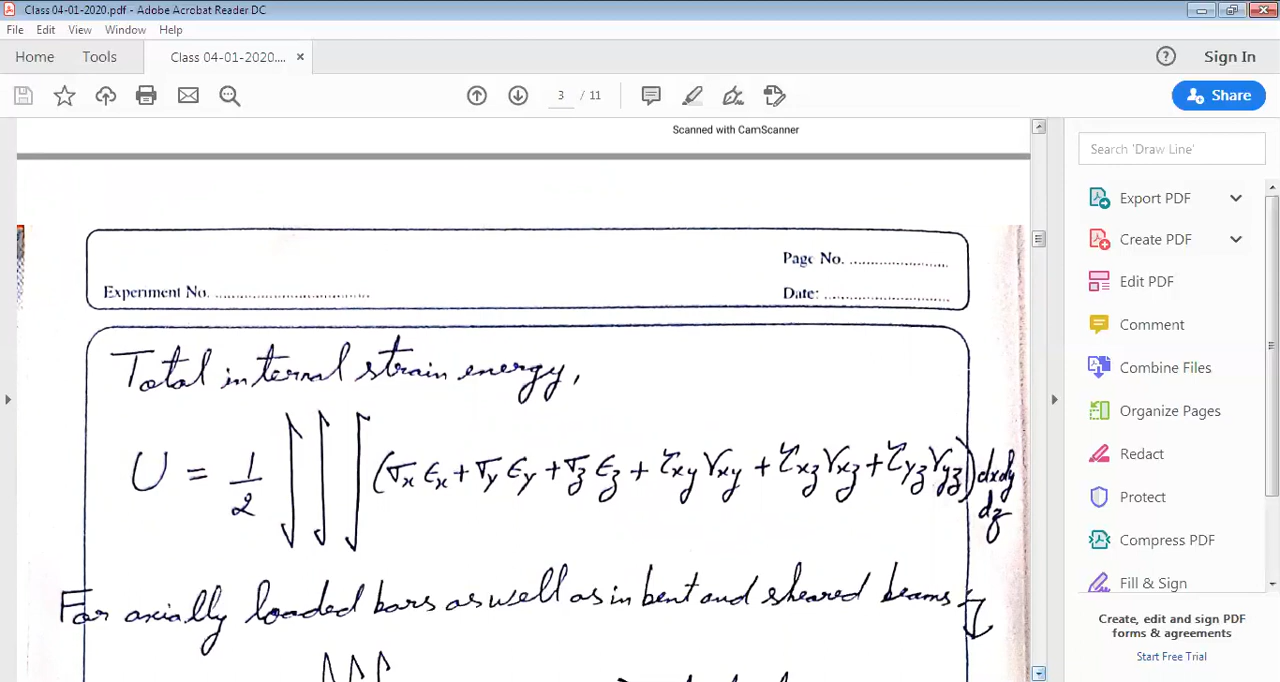 Class 04-01-2020.pdf - Adobe Acrobat Reader DC
File Edit View Window Help
Home Tools Class 04-01-2020.... × Sign In
3 / 11 Share
Scanned with CamScanner
Search 'Draw Line'
Export PDF
Create PDF
Edit PDF
Comment
Combine Files
Organize Pages
Redact
Protect
Compress PDF
Fill & Sign
Create, edit and sign PDF
forms & agreements
Start Free Trial
Page No. ........................
Experiment No. ......................................
Date: ...............................
Total internal strain energy,
U = 1/2 ∫∫∫ (σx εx + σy εy + σz εz + τxy γxy + τxz γxz + τyz γyz) dx dy
dz
For axially loaded bars as well as in bent and sheared beams